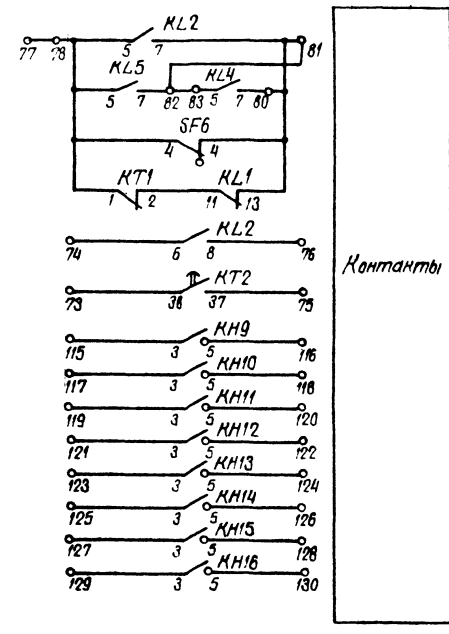 KL2
77 78 5 7 81
KL5 KL4
5 7 82 83 5 7 80
SF6
4 4
KT1 KL1
1 2 11 13
KL2
74 6 8 76
KT2
73 38 37 75
Контакты
KH9
115 3 5 116
KH10
117 3 5 118
KH11
119 3 5 120
KH12
121 3 5 122
KH13
123 3 5 124
KH14
125 3 5 126
KH15
127 3 5 128
KH16
129 3 5 130